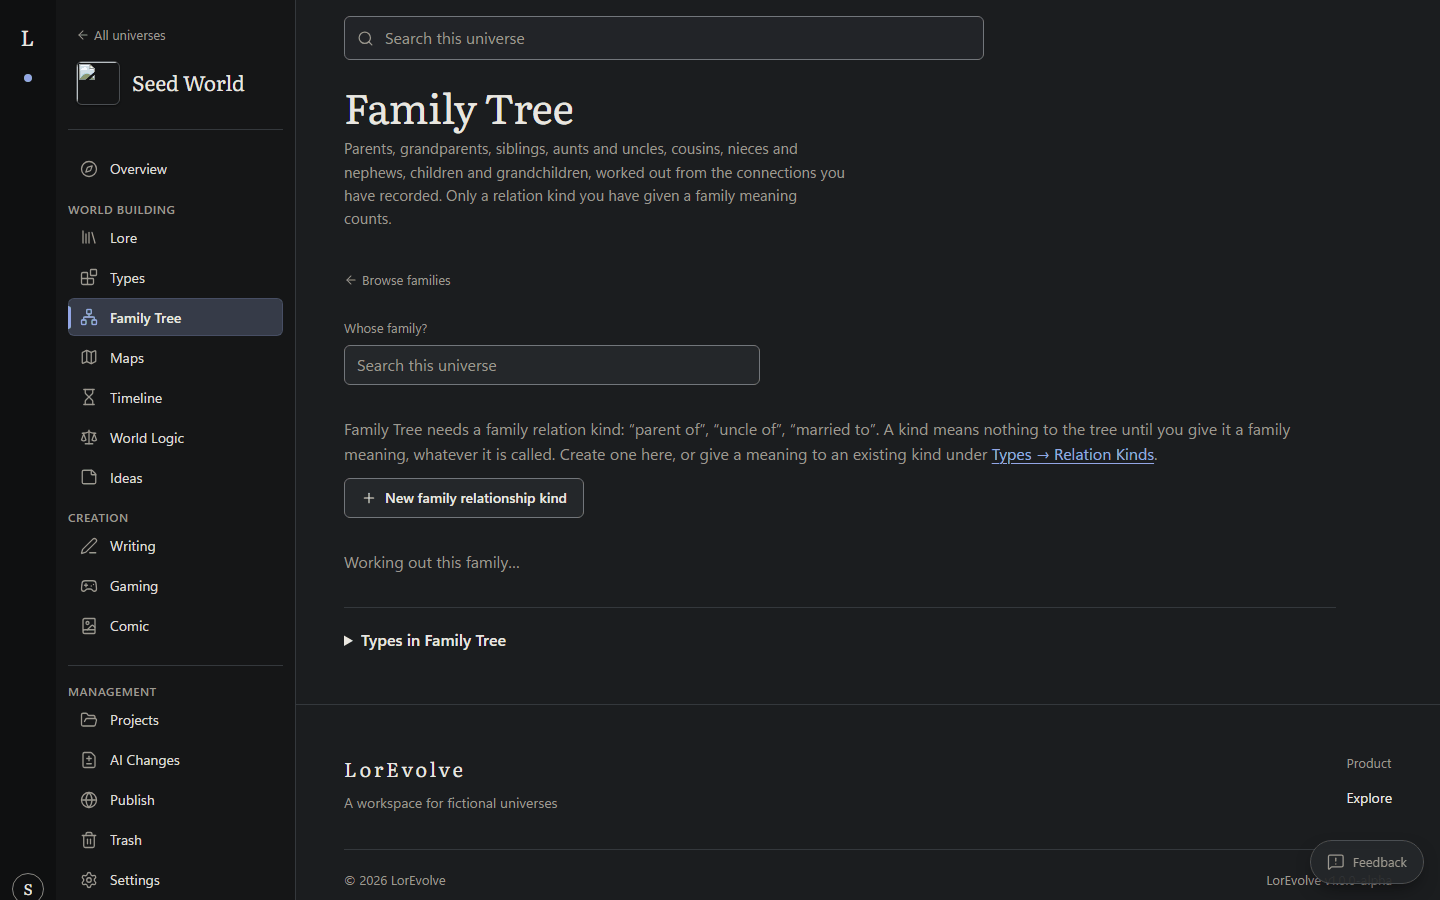 L
All universes
Seed World
Overview
WORLD BUILDING
Lore
Types
Family Tree
Maps
Timeline
World Logic
Ideas
CREATION
Writing
Gaming
Comic
MANAGEMENT
Projects
AI Changes
Publish
Trash
Settings
S
Search this universe
Family Tree
Parents, grandparents, siblings, aunts and uncles, cousins, nieces and
nephews, children and grandchildren, worked out from the connections you
have recorded. Only a relation kind you have given a family meaning
counts.
← Browse families
Whose family?
Search this universe
Family Tree needs a family relation kind: “parent of”, “uncle of”, “married to”. A kind means nothing to the tree until you give it a family
meaning, whatever it is called. Create one here, or give a meaning to an existing kind under Types → Relation Kinds.
New family relationship kind
Working out this family…
Types in Family Tree
LorEvolve
A workspace for fictional universes
Product
Explore
Feedback
© 2026 LorEvolve
LorEvolve v1.0.0-alpha